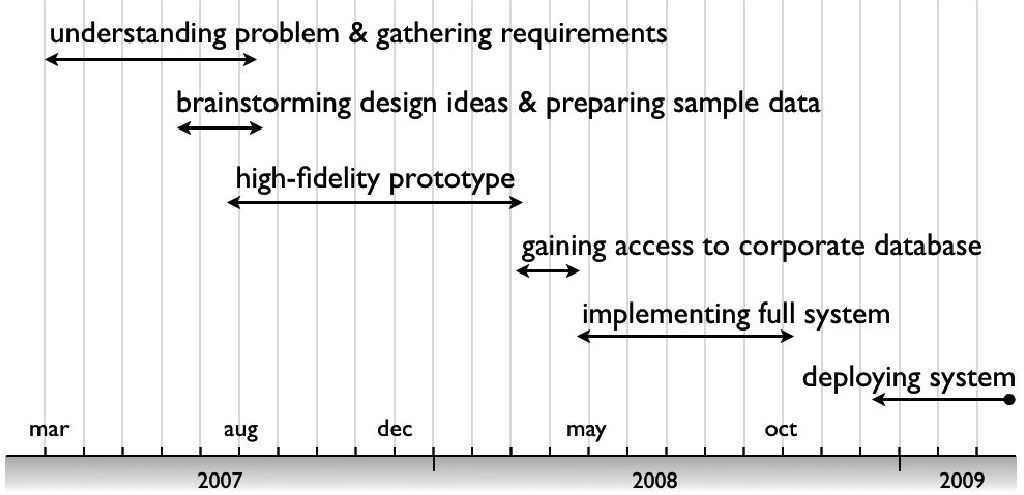 understanding problem & gathering requirements
brainstorming design ideas & preparing sample data
high-fidelity prototype
gaining access to corporate database
implementing full system
deploying system
mar aug dec may oct
2007 2008 2009